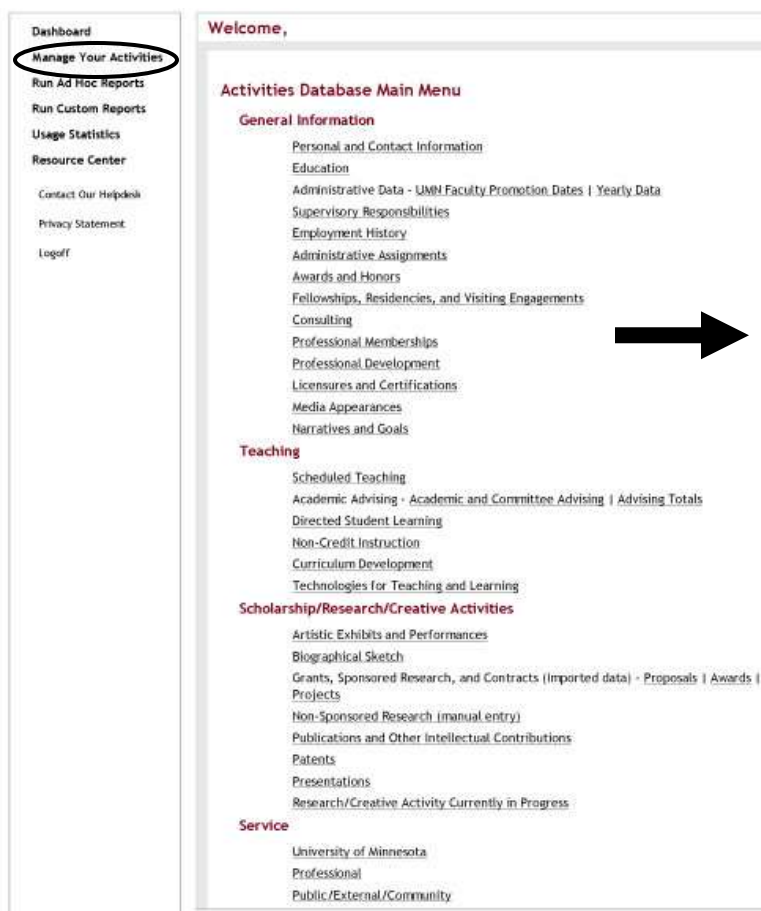 Dashboard
Manage Your Activities
Run Ad Hoc Reports
Run Custom Reports
Usage Statistics
Resource Center
Contact Our Helpdesk
Privacy Statement
Logoff
Welcome,
Activities Database Main Menu
General Information
Personal and Contact Information
Education
Administrative Data - UMN Faculty Promotion Dates | Yearly Data
Supervisory Responsibilities
Employment History
Administrative Assignments
Awards and Honors
Fellowships, Residencies, and Visiting Engagements
Consulting
Professional Memberships
Professional Development
Licensures and Certifications
Media Appearances
Narratives and Goals
Teaching
Scheduled Teaching
Academic Advising - Academic and Committee Advising | Advising Totals
Directed Student Learning
Non-Credit Instruction
Curriculum Development
Technologies for Teaching and Learning
Scholarship/Research/Creative Activities
Artistic Exhibits and Performances
Biographical Sketch
Grants, Sponsored Research, and Contracts (Imported data) - Proposals | Awards |
Projects
Non-Sponsored Research (manual entry)
Publications and Other Intellectual Contributions
Patents
Presentations
Research/Creative Activity Currently in Progress
Service
University of Minnesota
Professional
Public/External/Community